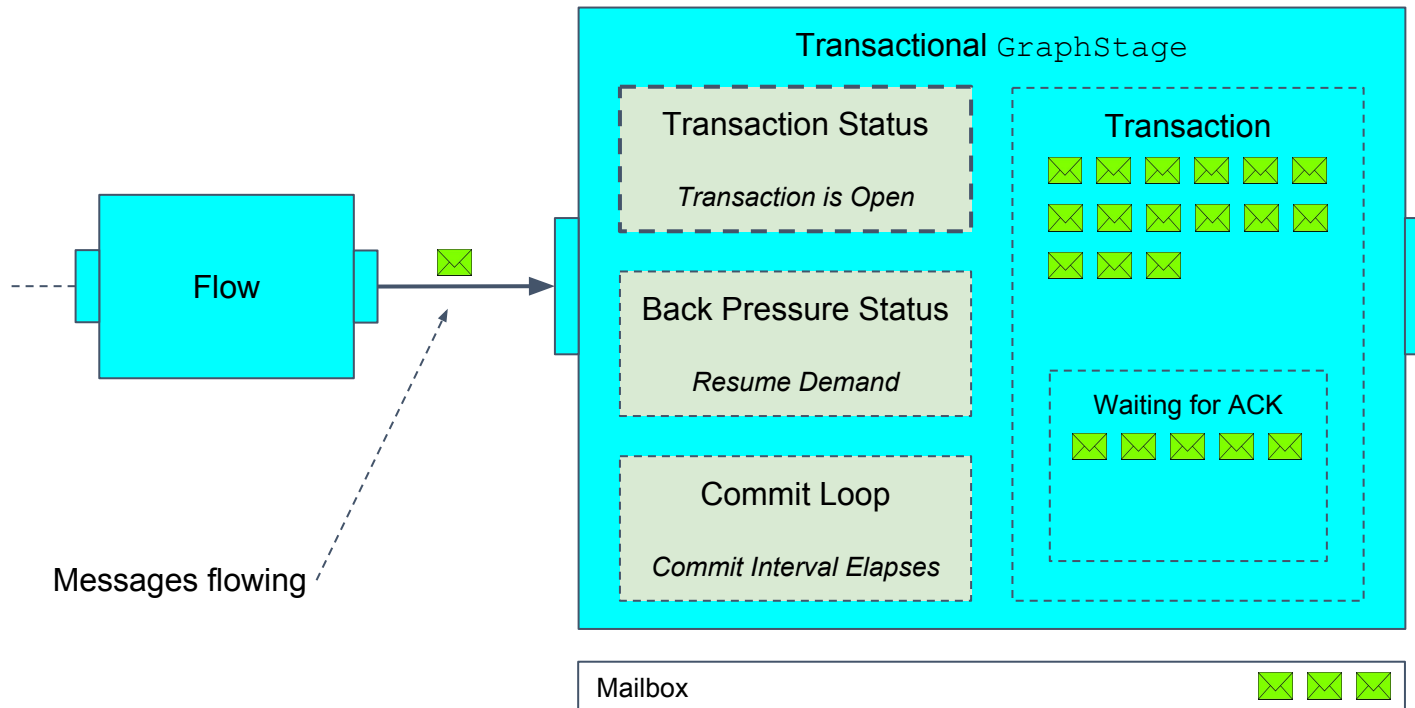 Transactional GraphStage
Transaction Status
Transaction is Open
Transaction
Flow
Back Pressure Status
Resume Demand
Waiting for ACK
Commit Loop
Commit Interval Elapses
Messages flowing
Mailbox